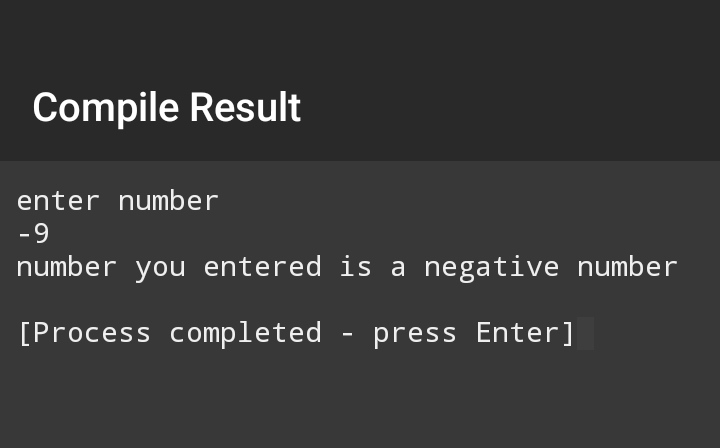 Compile Result
enter number
-9
number you entered is a negative number
[Process completed - press Enter]